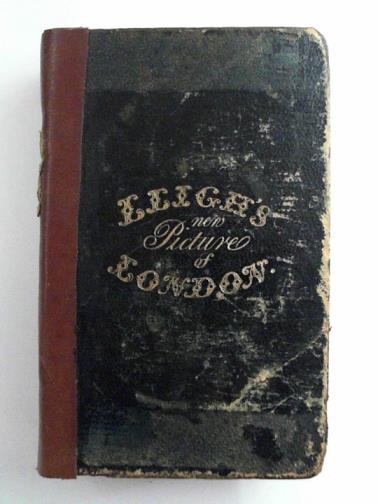 LEIGH'S
new
Picture
of
LONDON.